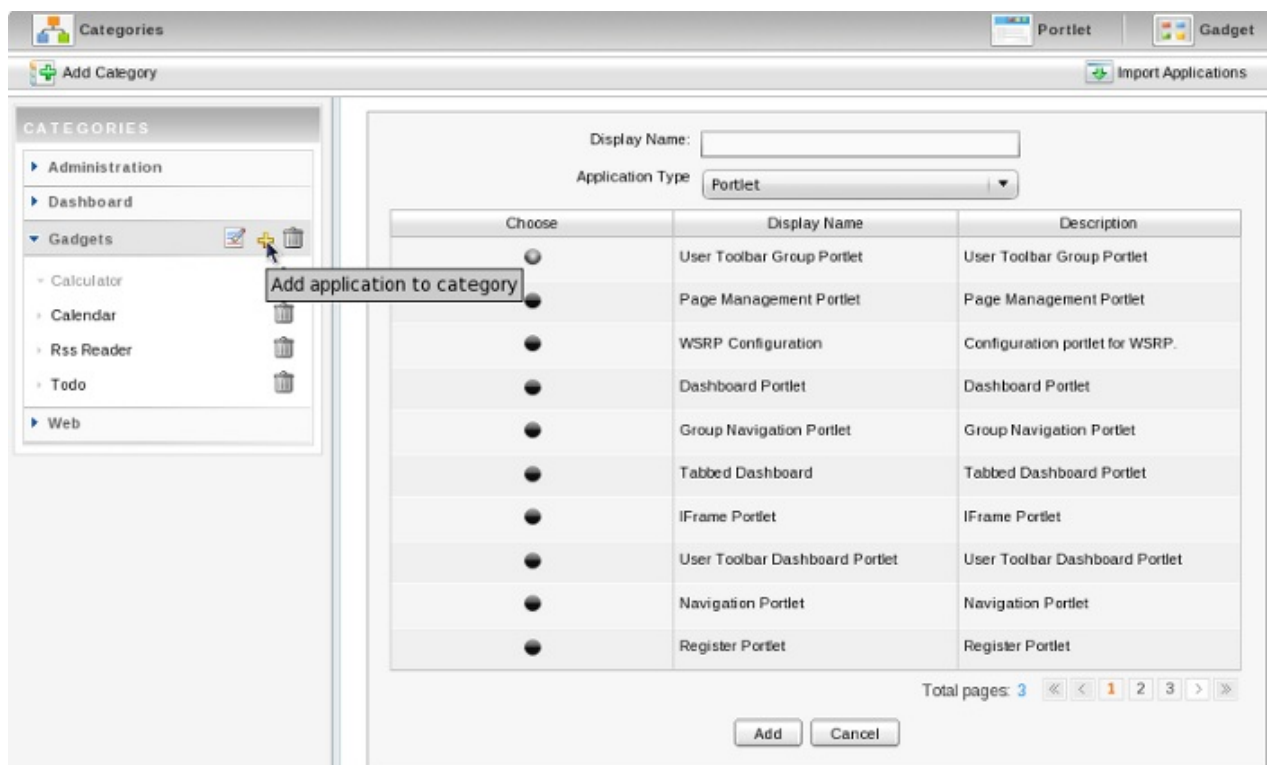 Categories
Portlet
Gadget
Add Category
Import Applications
CATEGORIES
Administration
Dashboard
Gadgets
Calculator
Calendar
Rss Reader
Todo
Web
Add application to category
Display Name:
Application Type
Portlet
Choose Display Name Description
User Toolbar Group Portlet User Toolbar Group Portlet
Page Management Portlet Page Management Portlet
WSRP Configuration Configuration portlet for WSRP.
Dashboard Portlet Dashboard Portlet
Group Navigation Portlet Group Navigation Portlet
Tabbed Dashboard Tabbed Dashboard Portlet
IFrame Portlet IFrame Portlet
User Toolbar Dashboard Portlet User Toolbar Dashboard Portlet
Navigation Portlet Navigation Portlet
Register Portlet Register Portlet
Total pages: 3 « < 1 2 3 > »
Add Cancel